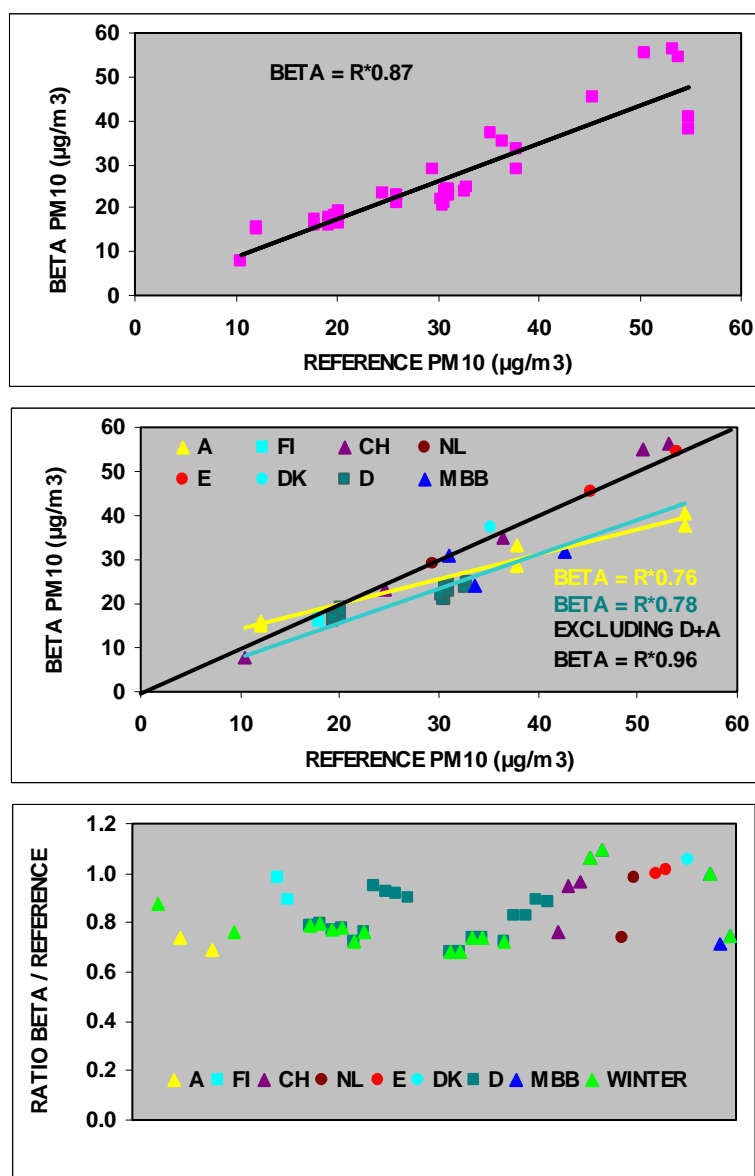 BETA = R*0.87
BETA PM10 (µg/m3)
60
50
40
30
20
10
0
0 10 20 30 40 50 60
REFERENCE PM10 (µg/m3)
A FI CH NL
E DK D MBB
BETA PM10 (µg/m3)
60
50
40
30
20
10
0
BETA = R*0.76
BETA = R*0.78
EXCLUDING D+A
BETA = R*0.96
0 10 20 30 40 50 60
REFERENCE PM10 (µg/m3)
RATIO BETA / REFERENCE
1.2
1.0
0.8
0.6
0.4
0.2
0.0
A FI CH NL E DK D MBB WINTER